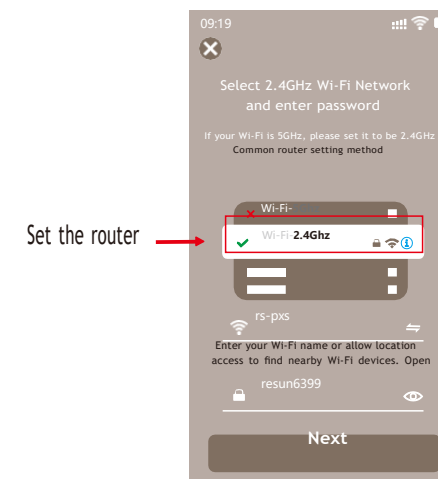 09:19
Select 2.4GHz Wi-Fi Network
and enter password
If your Wi-Fi is 5GHz, please set it to be 2.4GHz
Common router setting method
Wi-Fi-
Set the router
Wi-Fi-2.4Ghz
rs-pxs
Enter your Wi-Fi name or allow location
access to find nearby Wi-Fi devices. Open
resun6399
Next